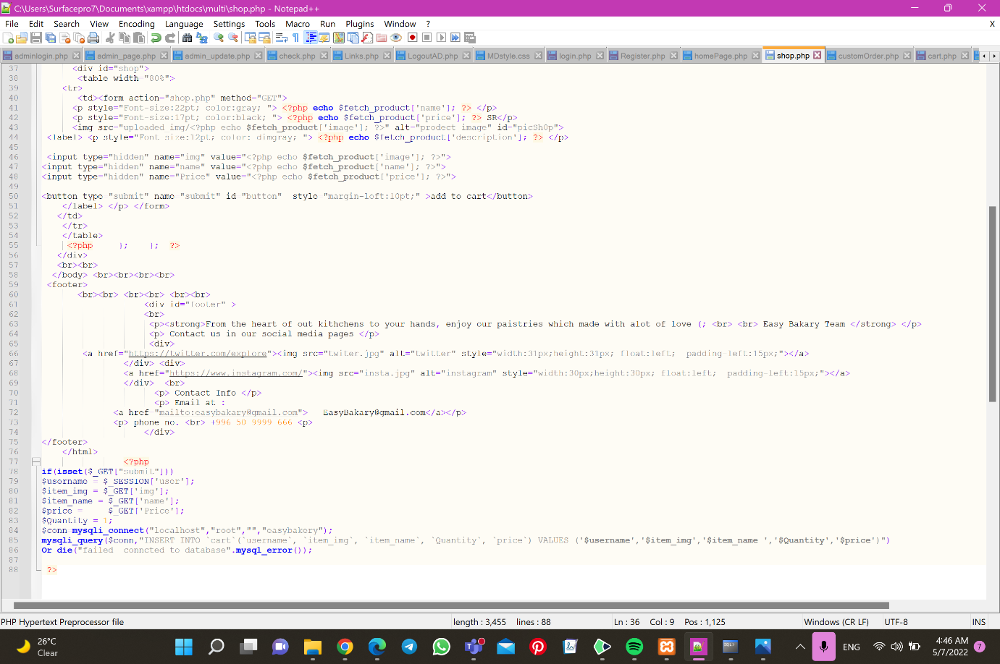 C:\Users\Surfacepro7\Documents\xampp\htdocs\multi\shop.php - Notepad++
File Edit Search View Encoding Language Settings Tools Macro Run Plugins Window ? X
adminlogin.php admin_page.php admin_update.php check.php Links.php LogoutAD.php MDstyle.css login.php Register.php homePage.php shop.php customOrder.php cart.php
37 <div id="shop">
38 <table width="80%">
39 <tr>
40 <td><form action="shop.php" method="GET">
41 <p style="Font-size:22pt; color:gray; "> <?php echo $fetch_product['name']; ?> </p>
42 <p style="Font-size:17pt; color:black; "> <?php echo $fetch_product['price']; ?> SR</p>
43 <img src="uploaded_img/<?php echo $fetch_product['image']; ?>" alt="prodect image" id="picSh0p">
44 <label> <p style="Font-size:12pt; color: dimgray; "> <?php echo $fetch_product['description']; ?> </p>
45
46 <input type="hidden" name="img" value="<?php echo $fetch_product['image']; ?>">
47 <input type="hidden" name="name" value="<?php echo $fetch_product['name']; ?>">
48 <input type="hidden" name="Price" value="<?php echo $fetch_product['price']; ?>">
49
50 <button type="submit" name="submit" id="button" style="margin-left:10pt;" >add to cart</button>
51 </label> </p> </form>
52 </td>
53 </tr>
54 </table>
55 <?php }; }; ?>
56 </div>
57 <br><br>
58 </body> <br><br><br><br>
59 <footer>
60 <br><br> <br><br> <br><br>
61 <div id="footer" >
62 <br>
63 <p><strong>From the heart of out kithchens to your hands, enjoy our paistries which made with alot of love (; <br> <br> Easy Bakary Team </strong> </p>
64 <p> Contact us in our social media pages </p>
65 <div>
66 <a href="https://twitter.com/explore"><img src="twiter.jpg" alt="twitter" style="width:31px;height:31px; float:left; padding-left:15px;"></a>
67 </div> <div>
68 <a href="https://www.instagram.com/"><img src="insta.jpg" alt="instagram" style="width:30px;height:30px; float:left; padding-left:15px;"></a>
69 </div> <br>
70 <p> Contact Info </p>
71 <p> Email at :
72 <a href="mailto:easybakary@gmail.com"> EasyBakary@gmail.com</a></p>
73 <p> phone no. <br> +996 50 9999 666 <p>
74 </div>
75 </footer>
76 </html>
77 <?php
78 if(isset($_GET["submit"]))
79 $username = $_SESSION['user'];
80 $item_img = $_GET['img'];
81 $item_name = $_GET['name'];
82 $price = $_GET['Price'];
83 $Quantity = 1;
84 $conn=mysqli_connect("localhost","root","","easybakery");
85 mysqli_query($conn,"INSERT INTO `cart`(`username`, `item_img`, `item_name`, `Quantity`, `price`) VALUES ('$username','$item_img','$item_name ','$Quantity','$price')")
86 Or die("failed conncted to database".mysql_error());
87
88 ?>
PHP Hypertext Preprocessor file length : 3,455 lines : 88 Ln : 36 Col : 9 Pos : 1,125 Windows (CR LF) UTF-8 INS
26°C
Clear
ENG
4:46 AM
5/7/2022
7